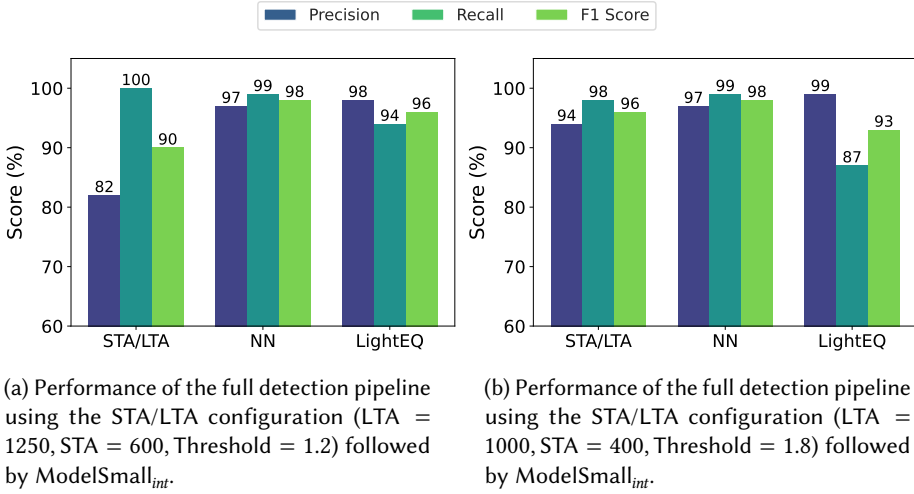 Precision Recall F1 Score
Score (%)
100
90
80
70
60
82 100 90
97 99 98
98 94 96
STA/LTA NN LightEQ
Score (%)
100
90
80
70
60
94 98 96
97 99 98
99 87 93
STA/LTA NN LightEQ
(a) Performance of the full detection pipeline
using the STA/LTA configuration (LTA =
1250, STA = 600, Threshold = 1.2) followed
by ModelSmall_int.
(b) Performance of the full detection pipeline
using the STA/LTA configuration (LTA =
1000, STA = 400, Threshold = 1.8) followed
by ModelSmall_int.